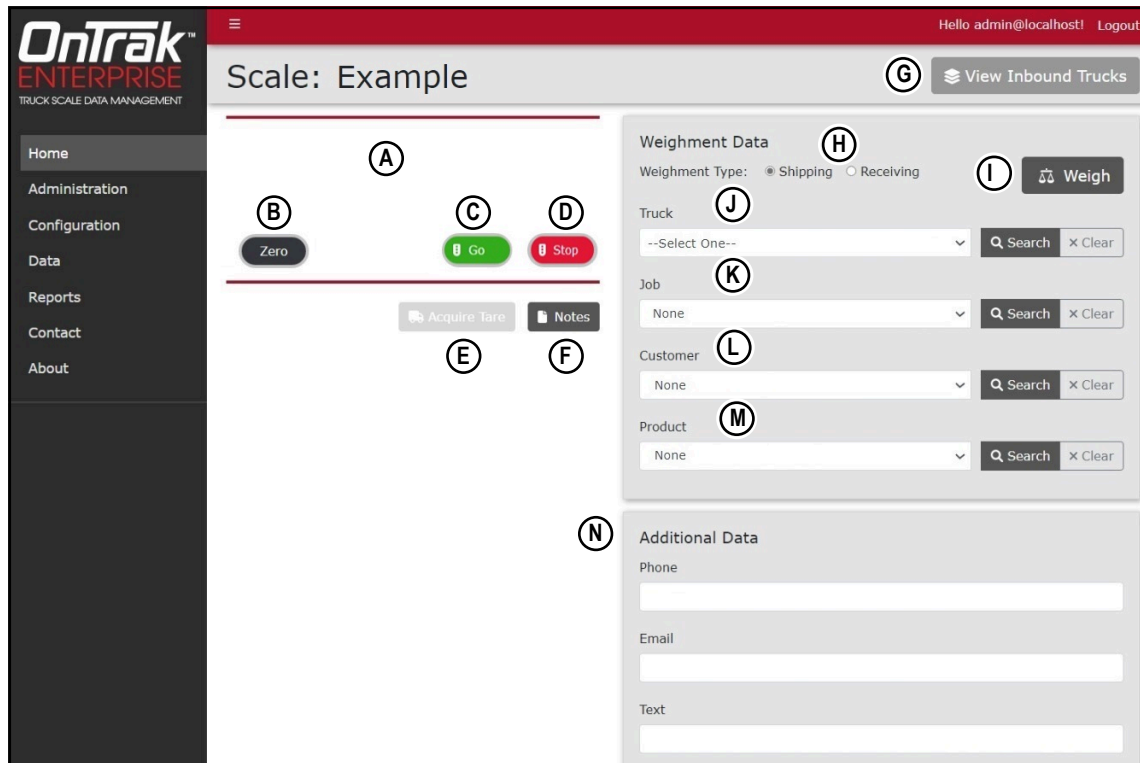 OnTrak™
ENTERPRISE
TRUCK SCALE DATA MANAGEMENT
Home
Administration
Configuration
Data
Reports
Contact
About
Hello admin@localhost! Logout
Scale: Example
G View Inbound Trucks
A
B C D
Zero Go Stop
Acquire Tare Notes
E F
Weighment Data H
Weighment Type: Shipping Receiving I Weigh
Truck J
--Select One-- Search × Clear
Job K
None Search × Clear
Customer L
None Search × Clear
Product M
None Search × Clear
N Additional Data
Phone
Email
Text